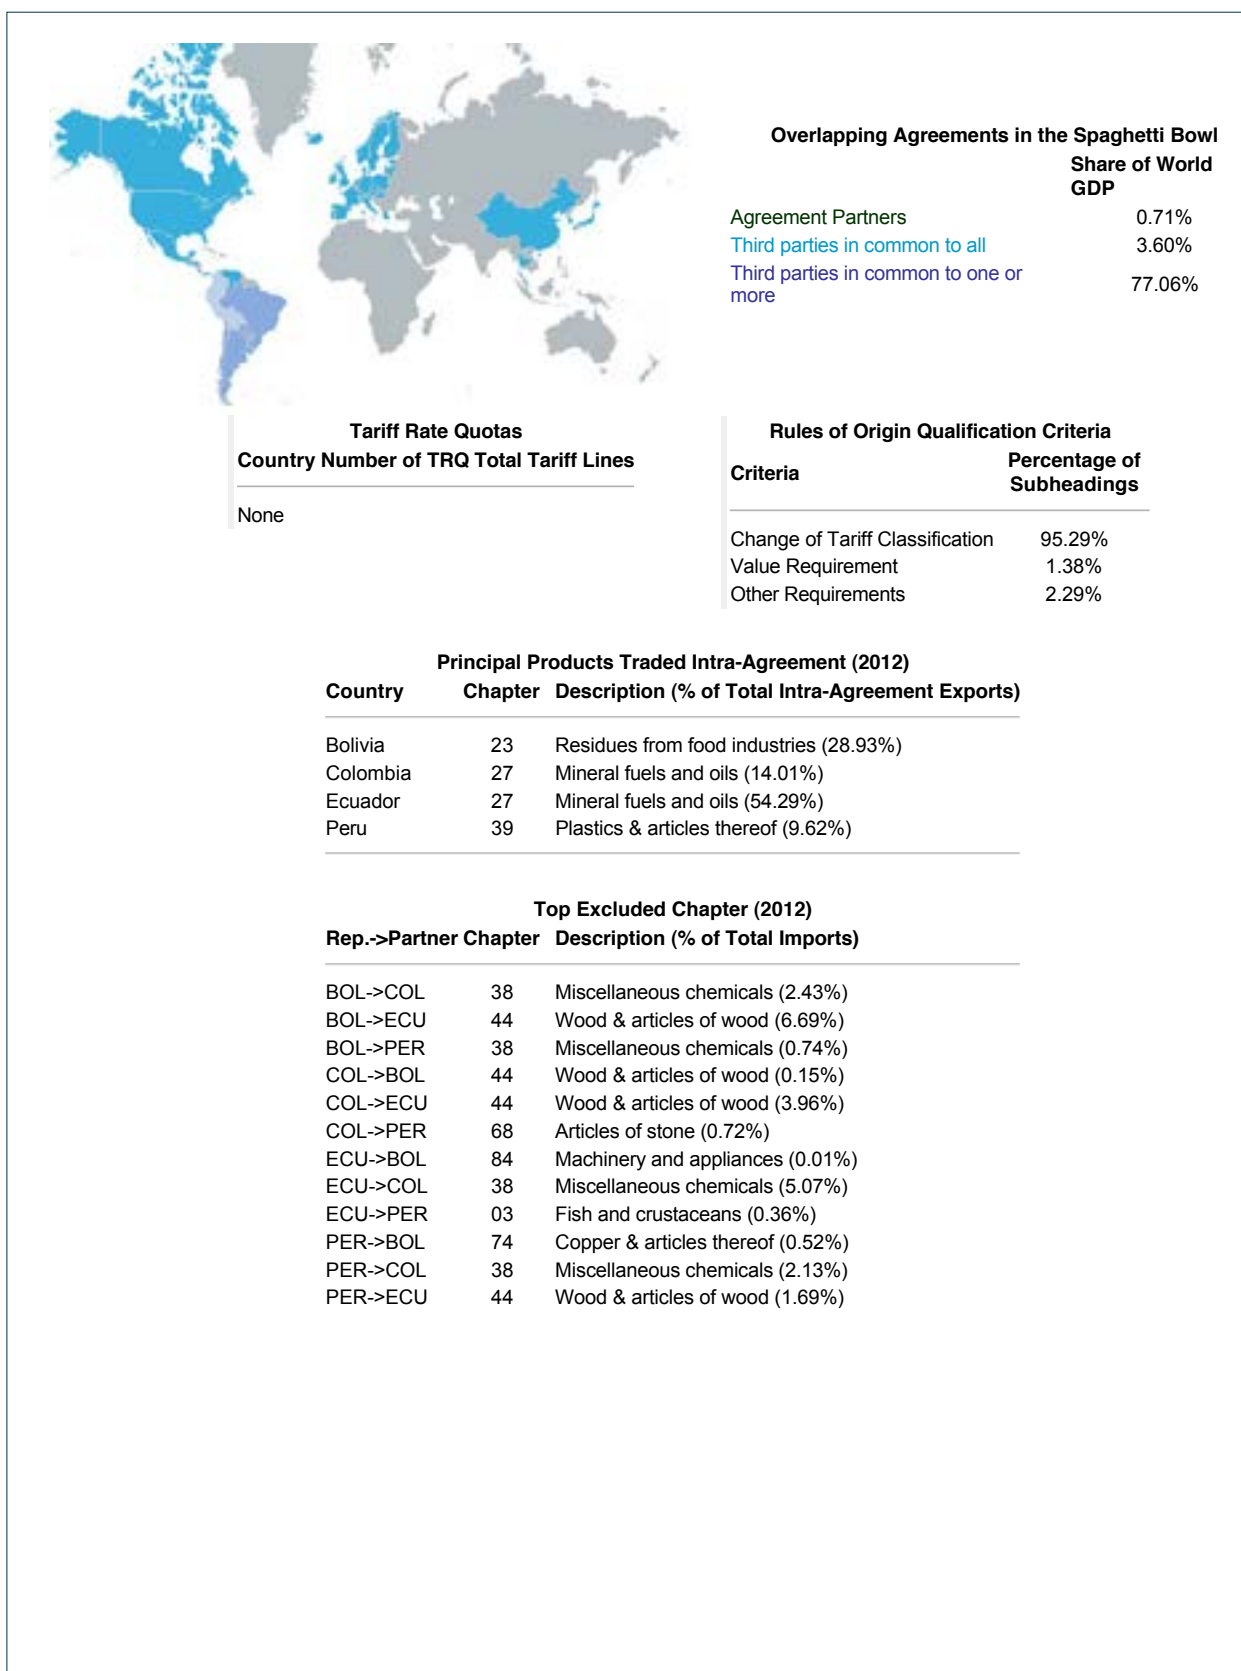 Overlapping Agreements in the Spaghetti Bowl
Share of World
GDP
Agreement Partners 0.71%
Third parties in common to all 3.60%
Third parties in common to one or
more 77.06%
Tariff Rate Quotas
Country Number of TRQ Total Tariff Lines
None
Rules of Origin Qualification Criteria
Criteria Percentage of
Subheadings
Change of Tariff Classification 95.29%
Value Requirement 1.38%
Other Requirements 2.29%
Principal Products Traded Intra-Agreement (2012)
Country Chapter Description (% of Total Intra-Agreement Exports)
Bolivia 23 Residues from food industries (28.93%)
Colombia 27 Mineral fuels and oils (14.01%)
Ecuador 27 Mineral fuels and oils (54.29%)
Peru 39 Plastics & articles thereof (9.62%)
Top Excluded Chapter (2012)
Rep.->Partner Chapter Description (% of Total Imports)
BOL->COL 38 Miscellaneous chemicals (2.43%)
BOL->ECU 44 Wood & articles of wood (6.69%)
BOL->PER 38 Miscellaneous chemicals (0.74%)
COL->BOL 44 Wood & articles of wood (0.15%)
COL->ECU 44 Wood & articles of wood (3.96%)
COL->PER 68 Articles of stone (0.72%)
ECU->BOL 84 Machinery and appliances (0.01%)
ECU->COL 38 Miscellaneous chemicals (5.07%)
ECU->PER 03 Fish and crustaceans (0.36%)
PER->BOL 74 Copper & articles thereof (0.52%)
PER->COL 38 Miscellaneous chemicals (2.13%)
PER->ECU 44 Wood & articles of wood (1.69%)